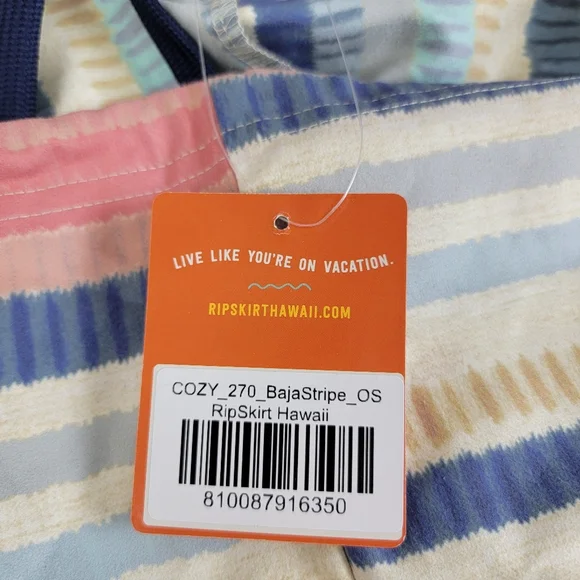 LIVE LIKE YOU'RE ON VACATION.
RIPSKIRTHAWAII.COM
COZY_270_BajaStripe_OS
RipSkirt Hawaii
810087916350